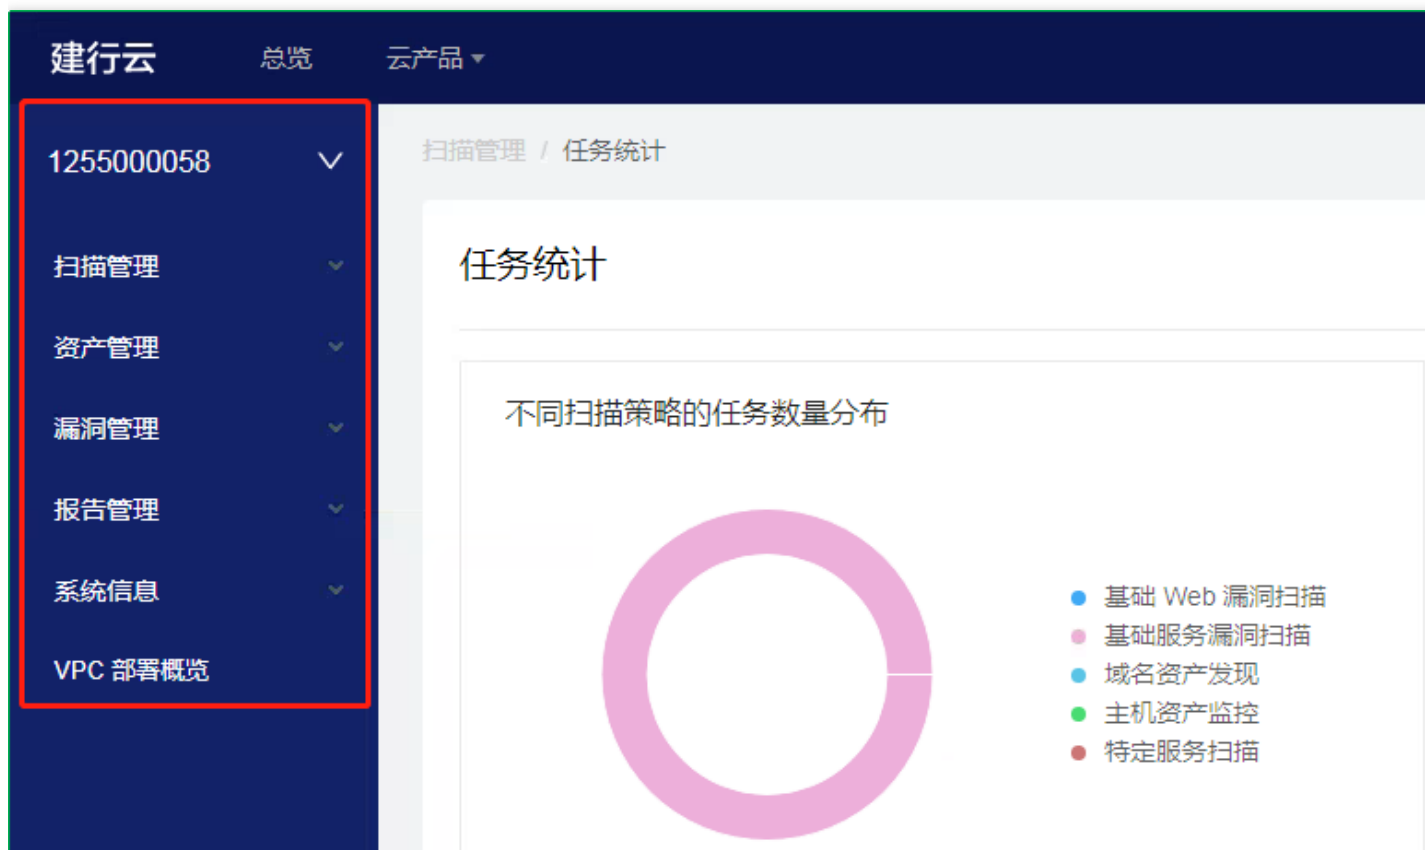 建行云 总览 云产品
1255000058
扫描管理
资产管理
漏洞管理
报告管理
系统信息
VPC 部署概览
扫描管理 / 任务统计
任务统计
不同扫描策略的任务数量分布
基础 Web 漏洞扫描
基础服务漏洞扫描
域名资产发现
主机资产监控
特定服务扫描